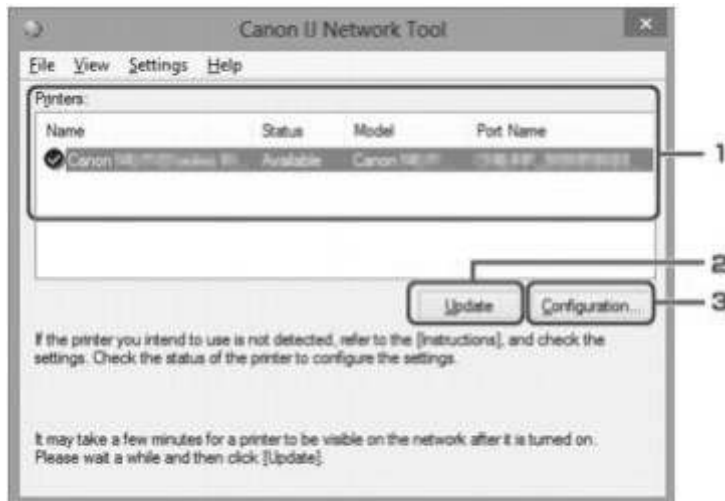 Canon IJ Network Tool
File View Settings Help
Printers:
Name Status Model Port Name
Canon Available Canon
1
2
Update Configuration...
3
If the printer you intend to use is not detected, refer to the [Instructions], and check the
settings. Check the status of the printer to configure the settings.
It may take a few minutes for a printer to be visible on the network after it is turned on.
Please wait a while and then click [Update].